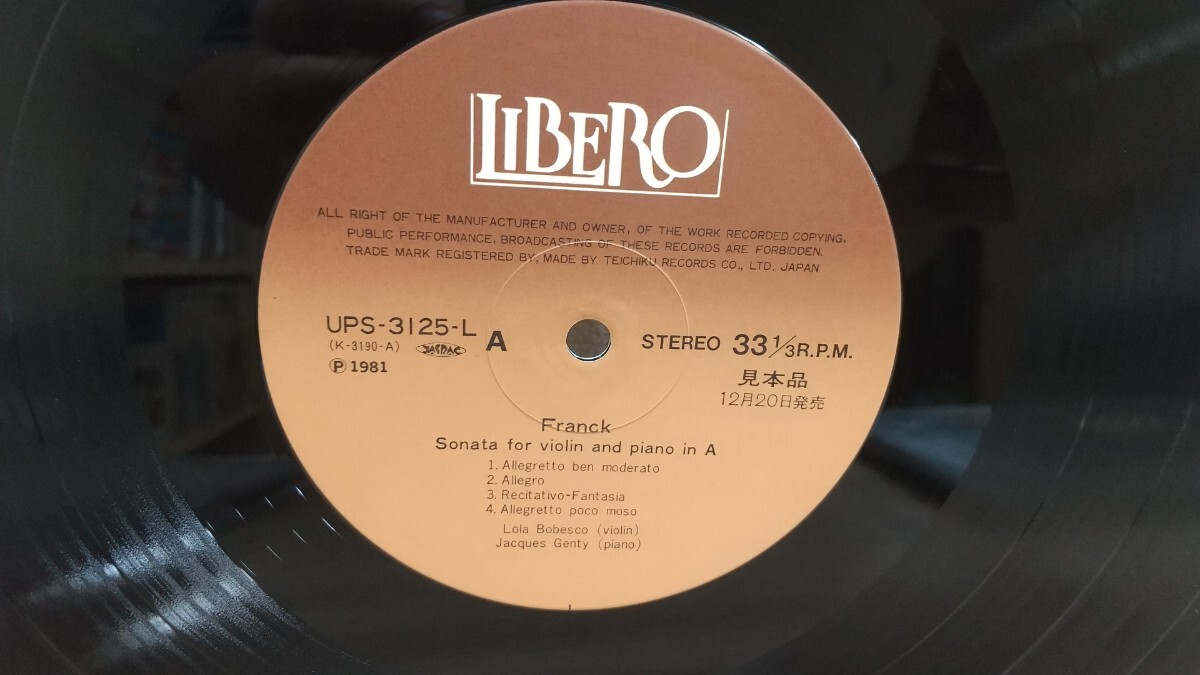 LIBERO
ALL RIGHT OF THE MANUFACTURER AND OWNER, OF THE WORK RECORDED COPYING,
PUBLIC PERFORMANCE, BROADCASTING OF THESE RECORDS ARE FORBIDDEN.
TRADE MARK REGISTERED BY, MADE BY TEICHIKU RECORDS CO., LTD. JAPAN
UPS-3125-L A STEREO 33 1/3 R.P.M.
(K-3190-A) JASRAC
Ⓟ 1981
見本品
12月20日発売
Franck
Sonata for violin and piano in A
1. Allegretto ben moderato
2. Allegro
3. Recitativo-Fantasia
4. Allegretto poco moso
Lola Bobesco (violin)
Jacques Genty (piano)